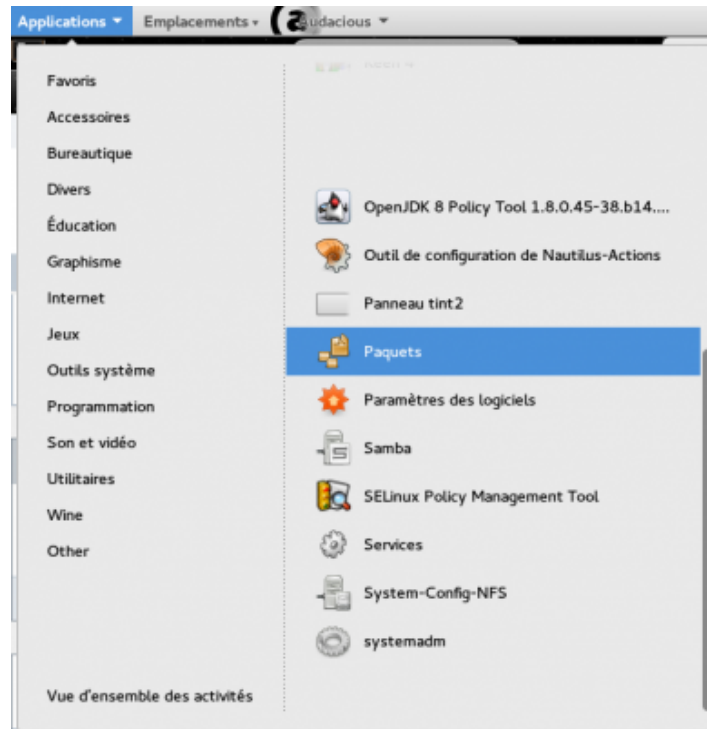 Applications Emplacements Audacious
Favoris
Accessoires
Bureautique
Divers
Éducation
Graphisme
Internet
Jeux
Outils système
Programmation
Son et vidéo
Utilitaires
Wine
Other
Vue d'ensemble des activités
OpenJDK 8 Policy Tool 1.8.0.45-38.b14....
Outil de configuration de Nautilus-Actions
Panneau tint2
Paquets
Paramètres des logiciels
Samba
SELinux Policy Management Tool
Services
System-Config-NFS
systemadm